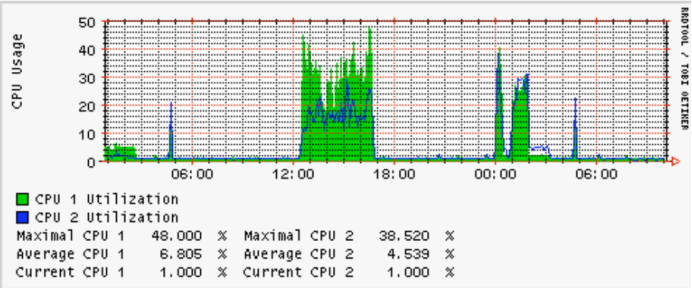 RRDTOOL / TOBI OETIKER
CPU Usage
50
40
30
20
10
0
06:00 12:00 18:00 00:00 06:00
CPU 1 Utilization
CPU 2 Utilization
Maximal CPU 1 48.000 % Maximal CPU 2 38.520 %
Average CPU 1 6.805 % Average CPU 2 4.539 %
Current CPU 1 1.000 % Current CPU 2 1.000 %